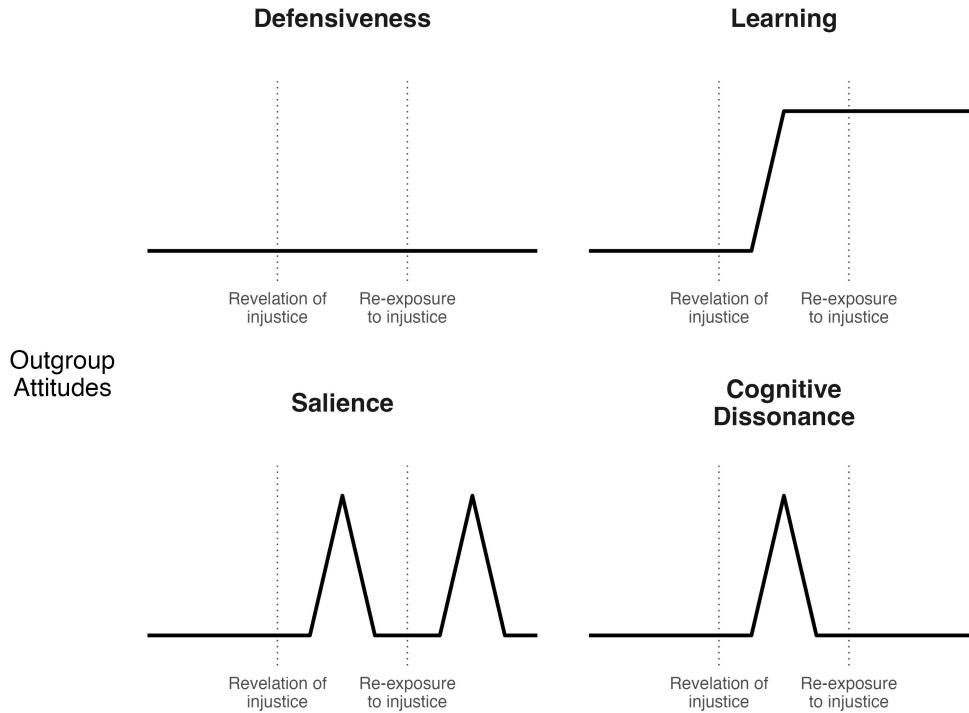 Defensiveness
Learning
Revelation of
injustice
Re-exposure
to injustice
Revelation of
injustice
Re-exposure
to injustice
Outgroup
Attitudes
Salience
Cognitive
Dissonance
Revelation of
injustice
Re-exposure
to injustice
Revelation of
injustice
Re-exposure
to injustice